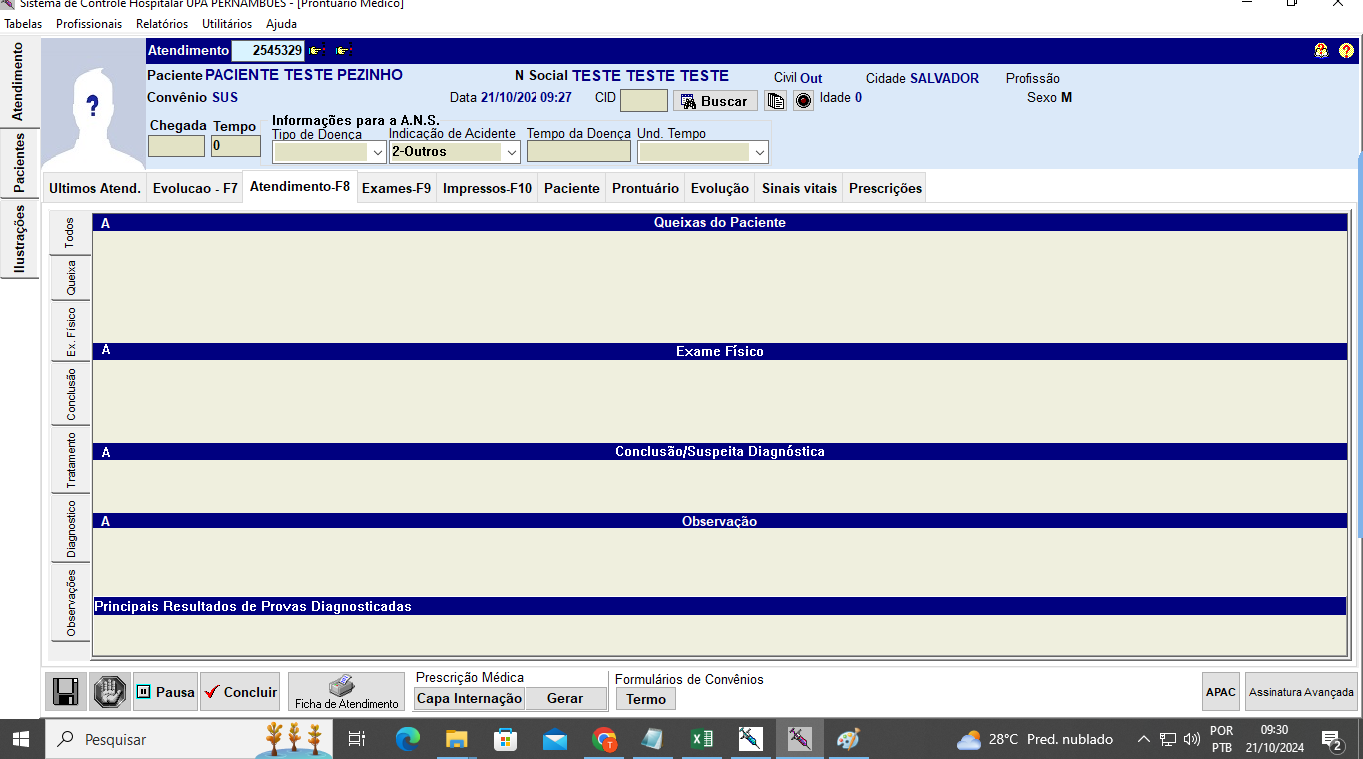 Sistema de Controle Hospitalar UPA PERNAMBUES - [Prontuário Médico]
Tabelas Profissionais Relatórios Utilitários Ajuda
Atendimento
Pacientes
Ilustrações
Atendimento 2545329
Paciente PACIENTE TESTE PEZINHO N Social TESTE TESTE TESTE Civil Out Cidade SALVADOR Profissão
Convênio SUS Data 21/10/202 09:27 CID Buscar Idade 0 Sexo M
Chegada Tempo Informações para a A.N.S.
Tipo de Doença Indicação de Acidente Tempo da Doença Und. Tempo
0 2-Outros
Ultimos Atend. Evolucao - F7 Atendimento-F8 Exames-F9 Impressos-F10 Paciente Prontuário Evolução Sinais vitais Prescrições
Todos
Queixa
Ex. Físico
Conclusão
Tratamento
Diagnostico
Observações
A Queixas do Paciente
A Exame Físico
A Conclusão/Suspeita Diagnóstica
A Observação
Principais Resultados de Provas Diagnosticadas
Pausa Concluir Ficha de Atendimento
Prescrição Médica
Capa Internação Gerar
Formulários de Convênios
Termo
APAC Assinatura Avançada
Pesquisar 28°C Pred. nublado POR
PTB 09:30
21/10/2024 2